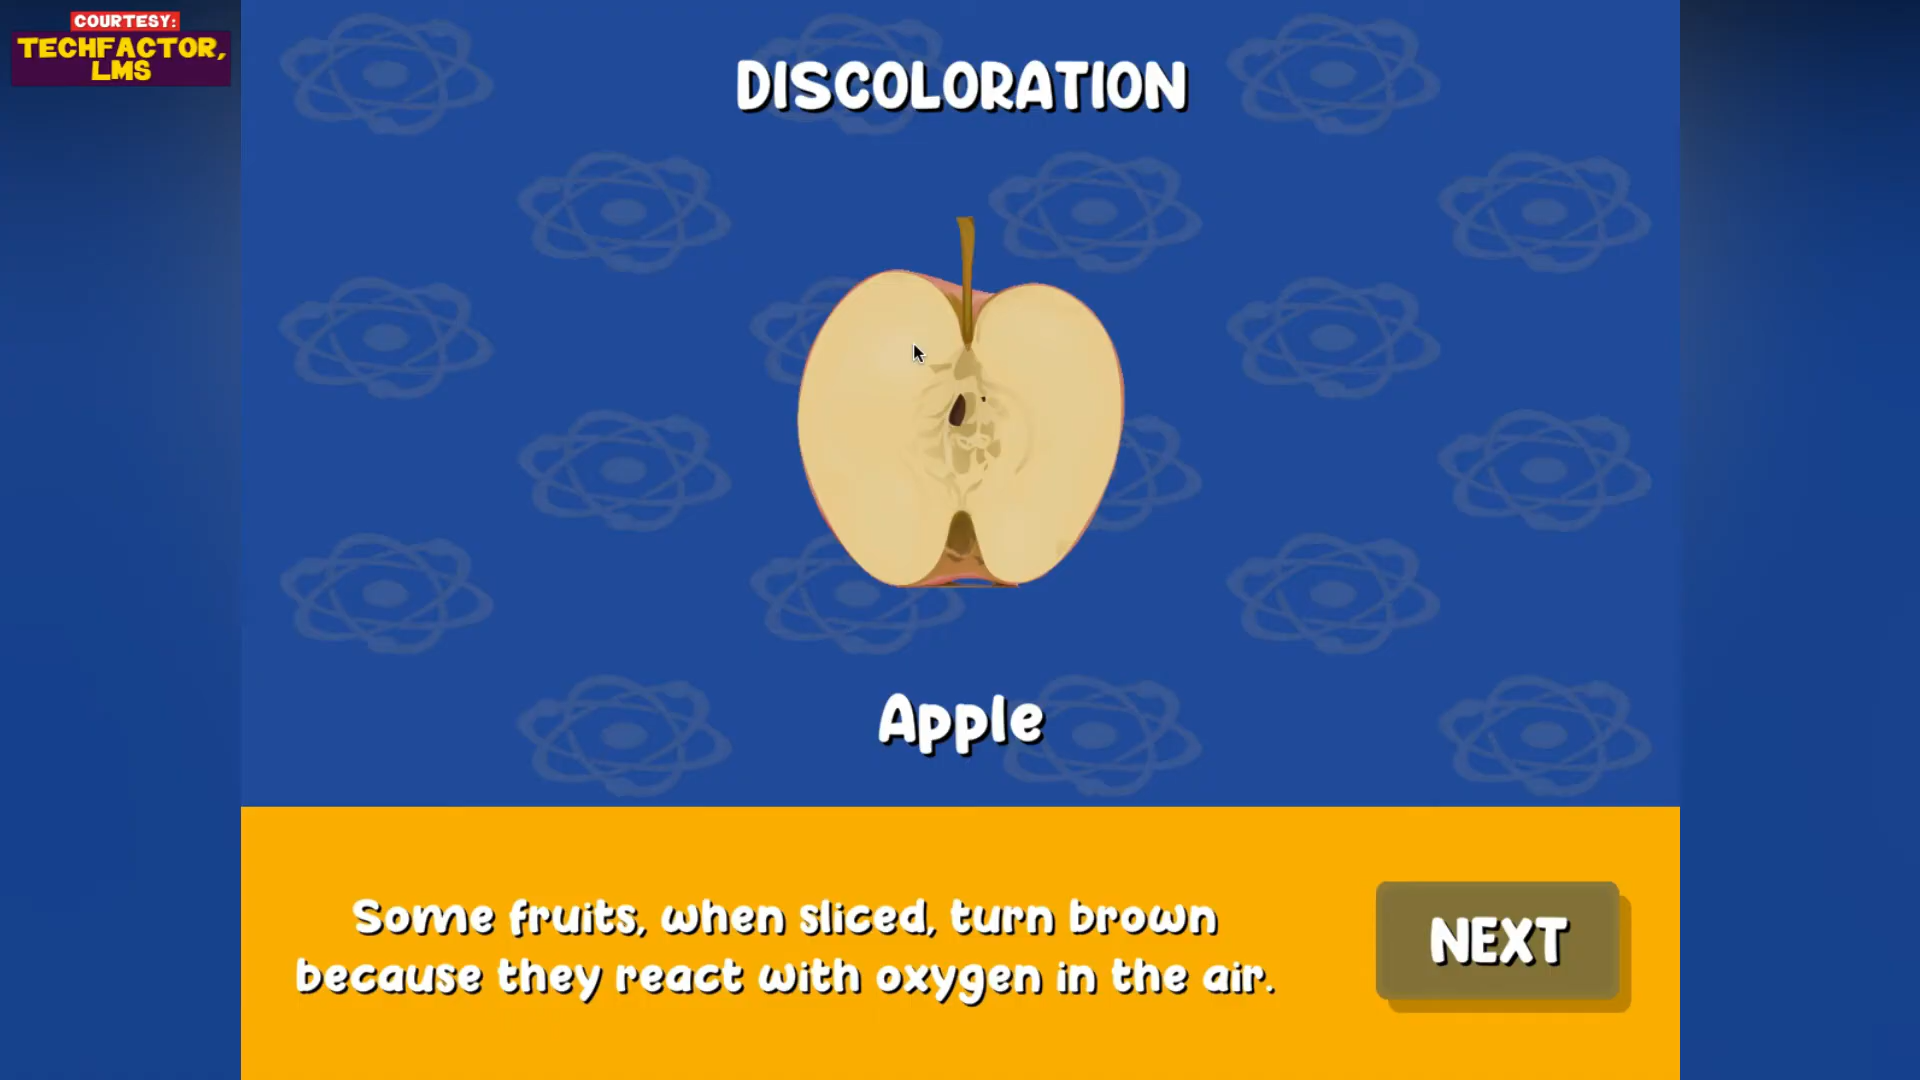 COURTESY:
TECHFACTOR,
LMS
DISCOLORATION
Apple
Some fruits, when sliced, turn brown
because they react with oxygen in the air.
NEXT